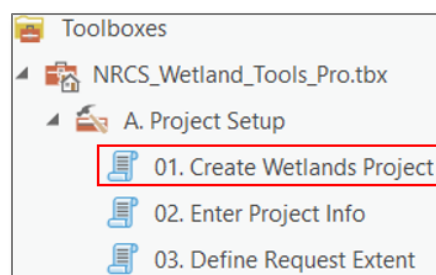 Toolboxes
NRCS_Wetland_Tools_Pro.tbx
A. Project Setup
01. Create Wetlands Project
02. Enter Project Info
03. Define Request Extent